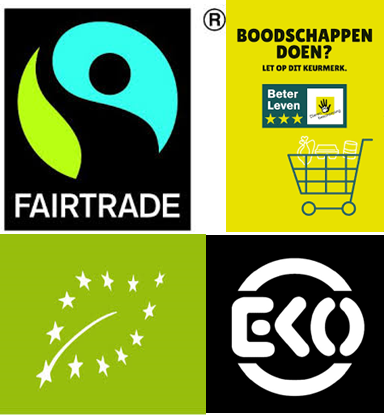 FAIRTRADE
®
BOODSCHAPPEN
DOEN?
LET OP DIT KEURMERK.
Beter
Leven
EKO